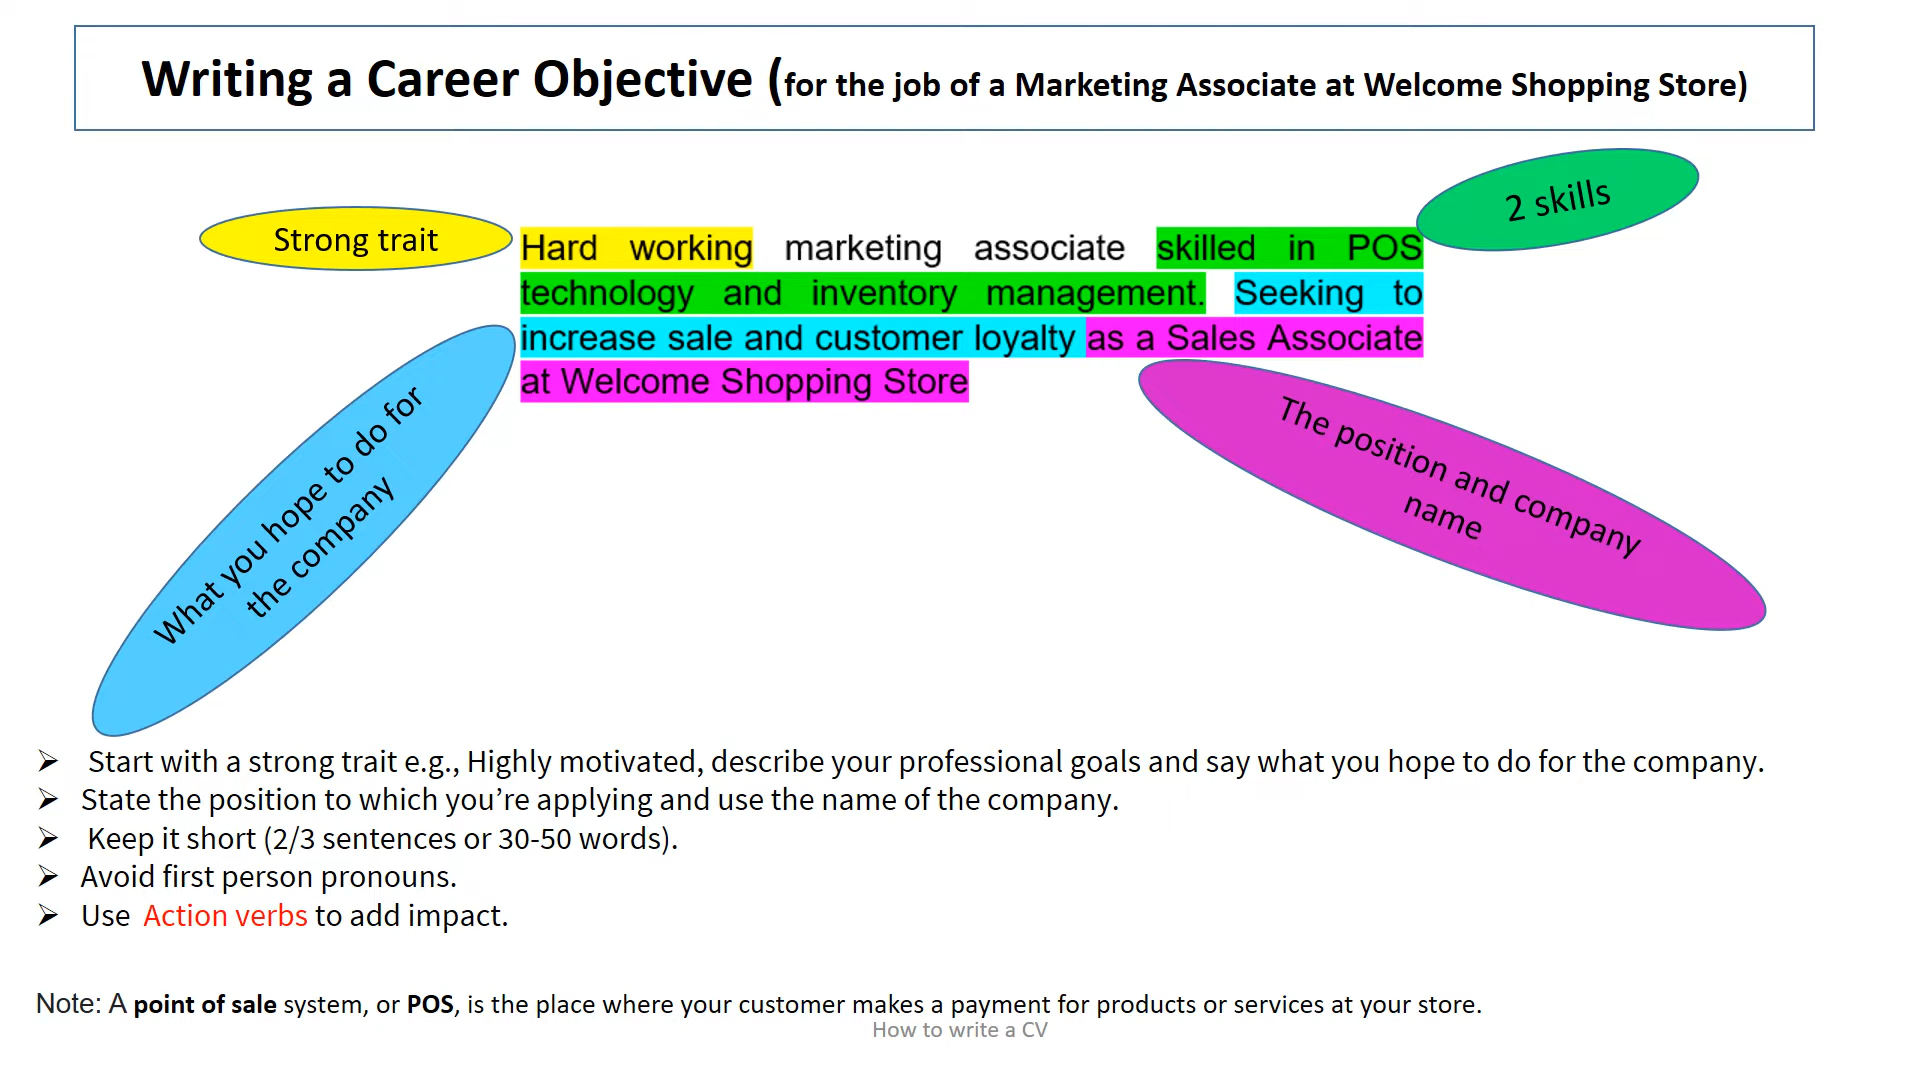 Writing a Career Objective (for the job of a Marketing Associate at Welcome Shopping Store)
2 skills
Strong trait
Hard working marketing associate skilled in POS
technology and inventory management. Seeking to
increase sale and customer loyalty as a Sales Associate
at Welcome Shopping Store
What you hope to do for
the company
The position and company
name
➢ Start with a strong trait e.g., Highly motivated, describe your professional goals and say what you hope to do for the company.
➢ State the position to which you’re applying and use the name of the company.
➢ Keep it short (2/3 sentences or 30-50 words).
➢ Avoid first person pronouns.
➢ Use Action verbs to add impact.
Note: A point of sale system, or POS, is the place where your customer makes a payment for products or services at your store.
How to write a CV